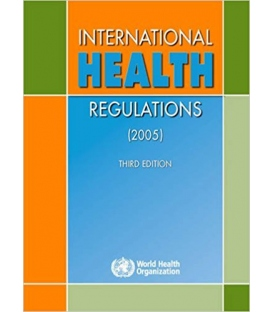 INTERNATIONAL
HEALTH
REGULATIONS
(2005)
THIRD EDITION
World Health
Organization